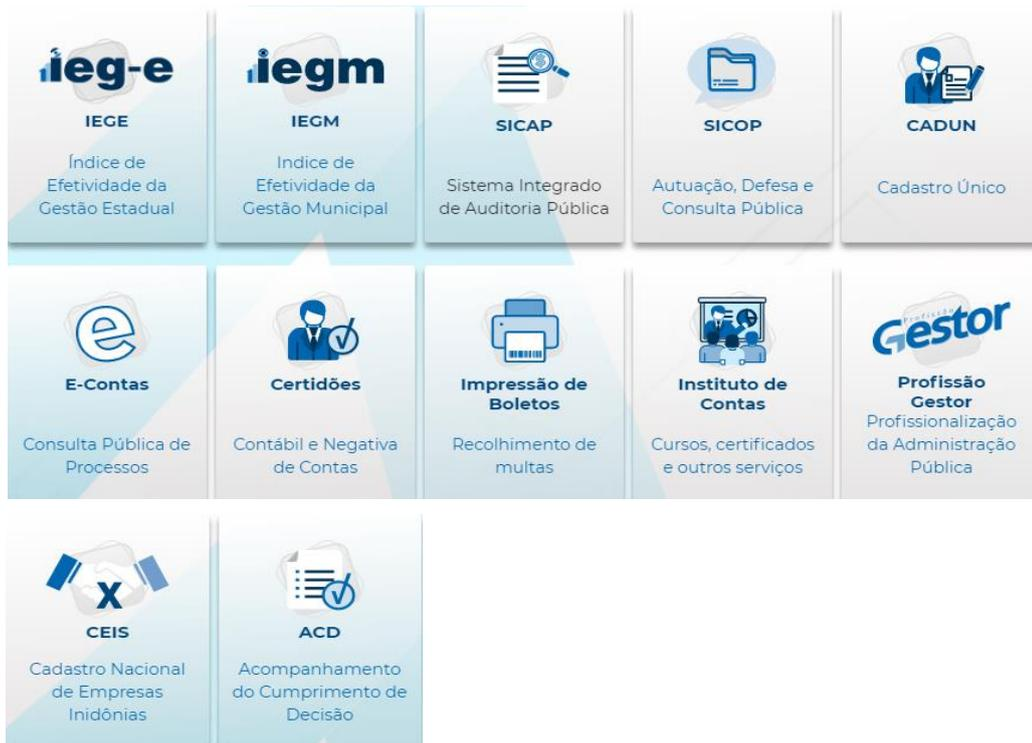 ieg-e
IEGE
Índice de
Efetividade da
Gestão Estadual
iegm
IEGM
Indice de
Efetividade da
Gestão Municipal
SICAP
Sistema Integrado
de Auditoria Pública
SICOP
Autuação, Defesa e
Consulta Pública
CADUN
Cadastro Único
e
E-Contas
Consulta Pública de
Processos
Certidões
Contábil e Negativa
de Contas
Impressão de
Boletos
Recolhimento de
multas
Instituto de
Contas
Cursos, certificados
e outros serviços
Profissão
Gestor
Profissão
Gestor
Profissionalização
da Administração
Pública
X
CEIS
Cadastro Nacional
de Empresas
Inidônias
ACD
Acompanhamento
do Cumprimento de
Decisão